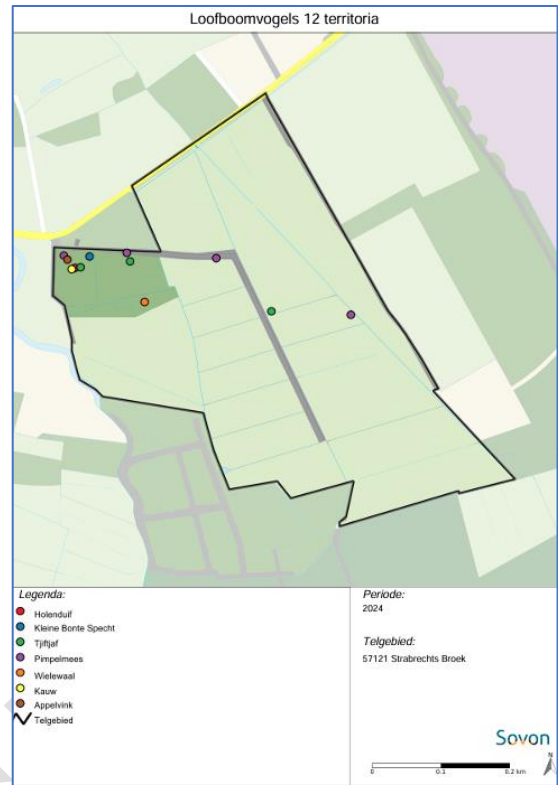 Loofboomvogels 12 territoria
Legenda:
Holenduif
Kleine Bonte Specht
Tjiftjaf
Pimpelmees
Wielewaal
Kauw
Appelvink
Telgebied
Periode:
2024
Telgebied:
57121 Strabrechts Broek
Sovon
N
0 0.1 0.2 km